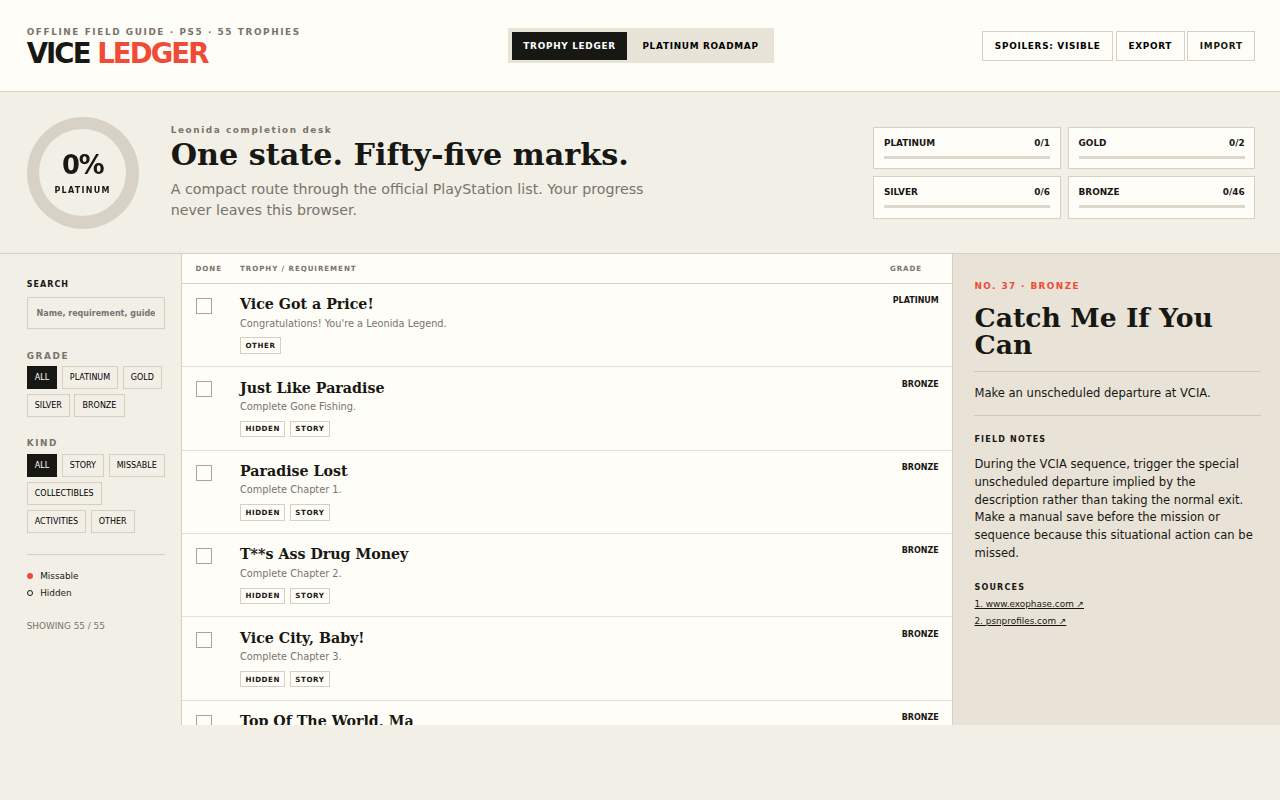 OFFLINE FIELD GUIDE · PS5 · 55 TROPHIES
VICE LEDGER
TROPHY LEDGER
PLATINUM ROADMAP
SPOILERS: VISIBLE
EXPORT
IMPORT
0%
PLATINUM
Leonida completion desk
One state. Fifty-five marks.
A compact route through the official PlayStation list. Your progress
never leaves this browser.
PLATINUM 0/1
GOLD 0/2
SILVER 0/6
BRONZE 0/46
SEARCH
Name, requirement, guide
GRADE
ALL PLATINUM GOLD
SILVER BRONZE
KIND
ALL STORY MISSABLE
COLLECTIBLES
ACTIVITIES OTHER
Missable
Hidden
SHOWING 55 / 55
DONE TROPHY / REQUIREMENT GRADE
Vice Got a Price! PLATINUM
Congratulations! You're a Leonida Legend.
OTHER
Just Like Paradise BRONZE
Complete Gone Fishing.
HIDDEN STORY
Paradise Lost BRONZE
Complete Chapter 1.
HIDDEN STORY
T**s Ass Drug Money BRONZE
Complete Chapter 2.
HIDDEN STORY
Vice City, Baby! BRONZE
Complete Chapter 3.
HIDDEN STORY
Top Of The World, Ma BRONZE
NO. 37 · BRONZE
Catch Me If You
Can
Make an unscheduled departure at VCIA.
FIELD NOTES
During the VCIA sequence, trigger the special
unscheduled departure implied by the
description rather than taking the normal exit.
Make a manual save before the mission or
sequence because this situational action can be
missed.
SOURCES
1. www.exophase.com ↗
2. psnprofiles.com ↗